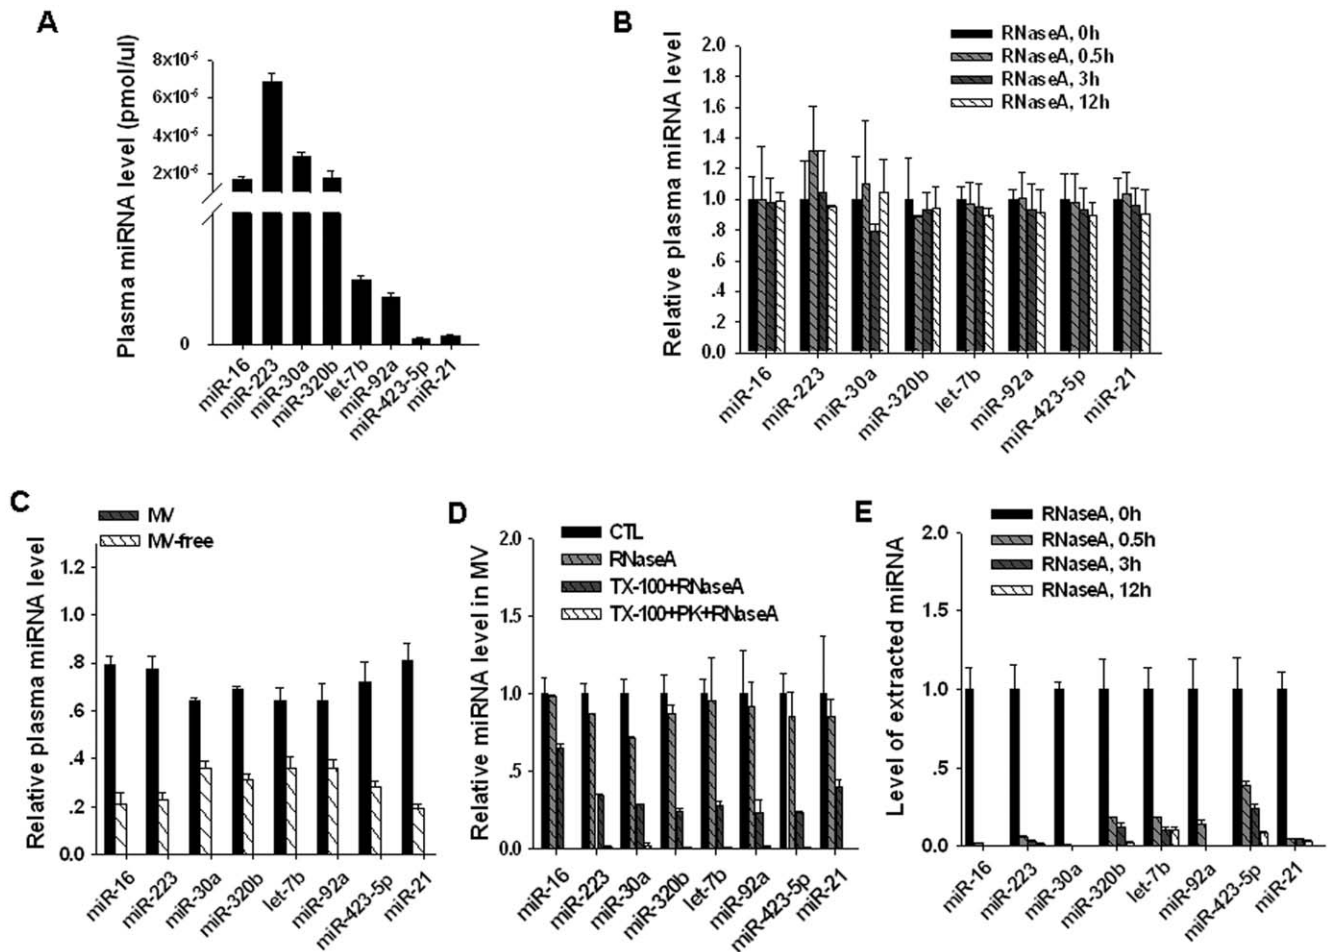 A
Plasma miRNA level (pmol/ul)
8x10⁻⁵
6x10⁻⁵
4x10⁻⁵
2x10⁻⁵
0
miR-16
miR-223
miR-30a
miR-320b
let-7b
miR-92a
miR-423-5p
miR-21
B
Relative plasma miRNA level
2.0
1.8
1.6
1.4
1.2
1.0
.8
.6
.4
.2
0.0
RNaseA, 0h
RNaseA, 0.5h
RNaseA, 3h
RNaseA, 12h
miR-16
miR-223
miR-30a
miR-320b
let-7b
miR-92a
miR-423-5p
miR-21
C
MV
MV-free
Relative plasma miRNA level
1.2
1.0
.8
.6
.4
.2
0.0
miR-16
miR-223
miR-30a
miR-320b
let-7b
miR-92a
miR-423-5p
miR-21
D
CTL
RNaseA
TX-100+RNaseA
TX-100+PK+RNaseA
Relative miRNA level in MV
2.0
1.5
1.0
.5
0.0
miR-16
miR-223
miR-30a
miR-320b
let-7b
miR-92a
miR-423-5p
miR-21
E
RNaseA, 0h
RNaseA, 0.5h
RNaseA, 3h
RNaseA, 12h
Level of extracted miRNA
2.0
1.5
1.0
.5
0.0
miR-16
miR-223
miR-30a
miR-320b
let-7b
miR-92a
miR-423-5p
miR-21